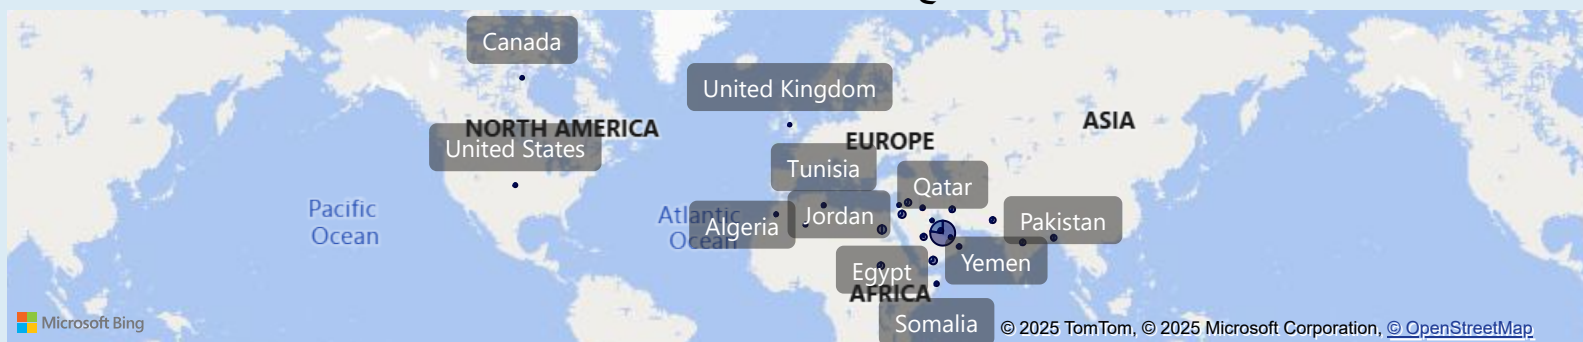 Canada
United Kingdom
NORTH AMERICA
United States
ASIA
EUROPE
Tunisia
Qatar
Pacific
Ocean
Atlantic
Ocean
Algeria
Jordan
Pakistan
Egypt
Yemen
AFRICA
Somalia
Microsoft Bing
© 2025 TomTom, © 2025 Microsoft Corporation, © OpenStreetMap